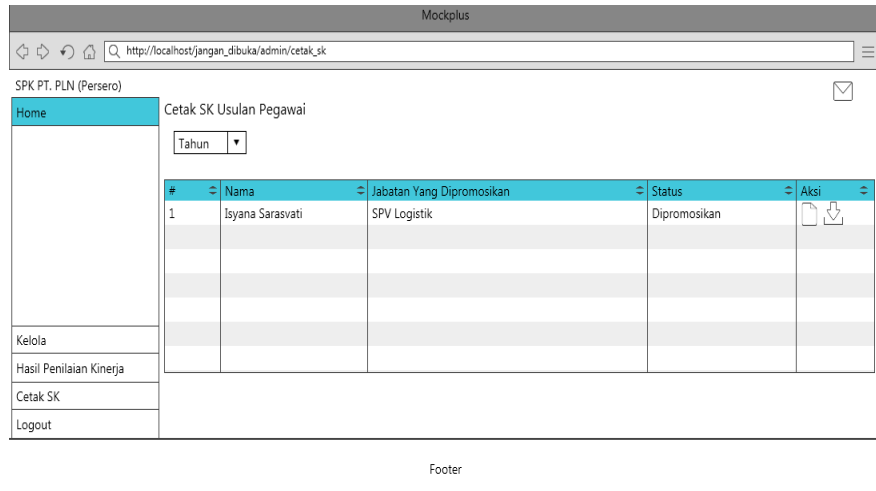 Mockplus
http://localhost/jangan_dibuka/admin/cetak_sk
SPK PT. PLN (Persero)
Home
Cetak SK Usulan Pegawai
Tahun
# Nama Jabatan Yang Dipromosikan Status Aksi
1 Isyana Sarasvati SPV Logistik Dipromosikan
Kelola
Hasil Penilaian Kinerja
Cetak SK
Logout
Footer